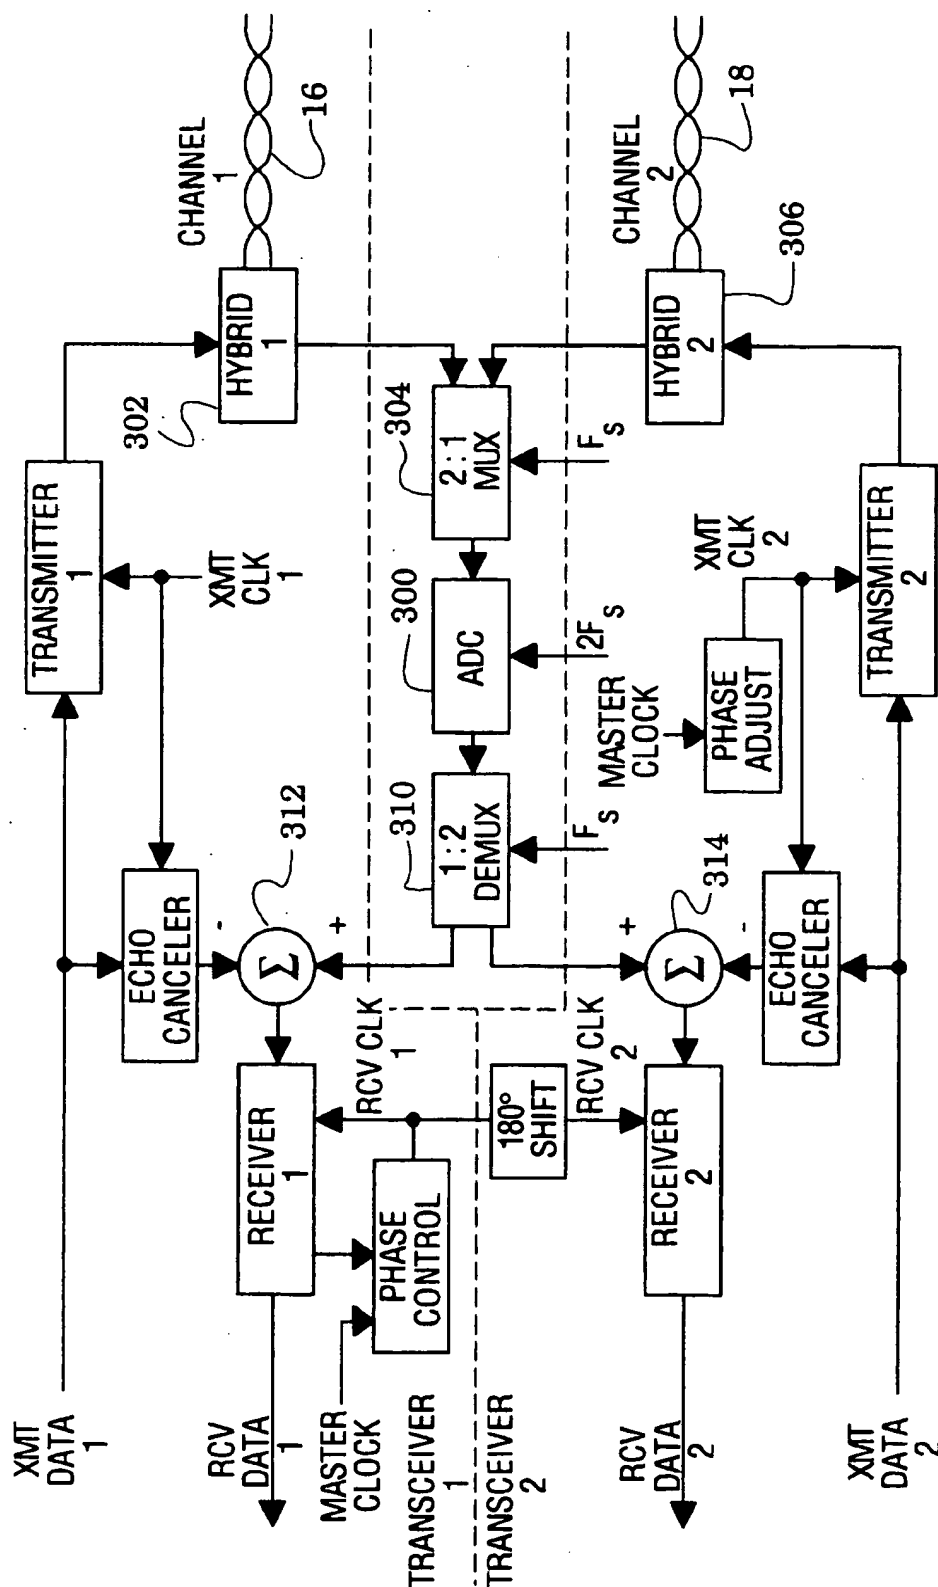 XMT
DATA
1
TRANSMITTER
1
XMT
CLK
1
302
HYBRID
1
CHANNEL
1
16
ECHO
CANCELER
-
312
Σ
+
RCV
DATA
1
RECEIVER
1
RCV CLK
1
MASTER
CLOCK
PHASE
CONTROL
TRANSCEIVER
1
TRANSCEIVER
2
180°
SHIFT
RCV CLK
2
310
1:2
DEMUX
Fs
300
ADC
2Fs
304
2:1
MUX
Fs
RCV
DATA
2
RECEIVER
2
+
Σ
314
-
ECHO
CANCELER
MASTER
CLOCK
PHASE
ADJUST
XMT
CLK
2
HYBRID
2
306
CHANNEL
2
18
XMT
DATA
2
TRANSMITTER
2